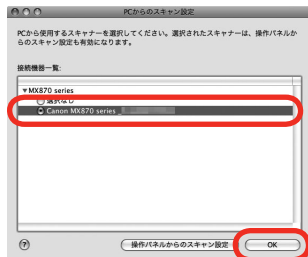 PCからのスキャン設定
PCから使用するスキャナーを選択してください。選択されたスキャナーは、操作パネルか
らのスキャン設定も有効になります。
接続機器一覧:
▼MX870 series
選択なし
Canon MX870 series _
?
操作パネルからのスキャン設定
OK